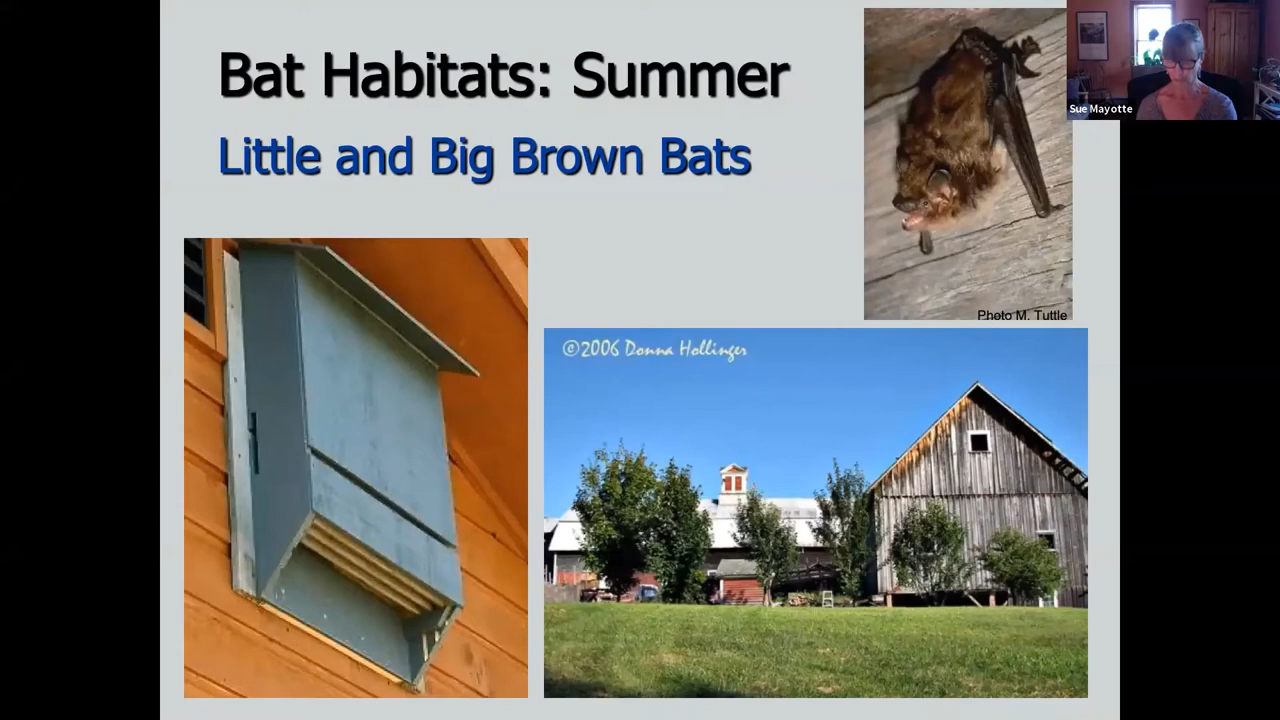 Bat Habitats: Summer
Little and Big Brown Bats
Sue Mayotte
Photo M. Tuttle
©2006 Donna Hollinger